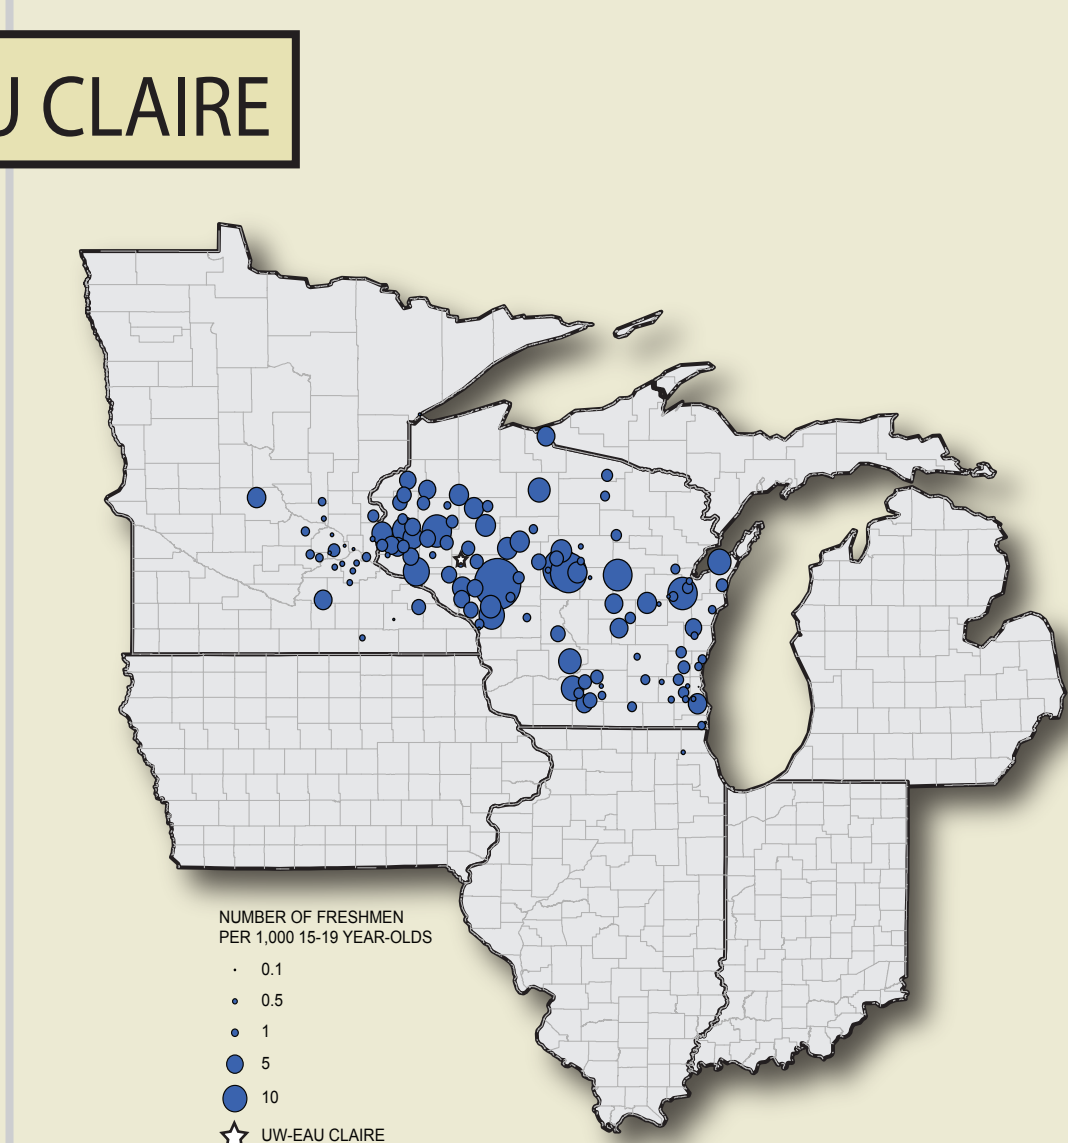 U CLAIRE
NUMBER OF FRESHMEN
PER 1,000 15-19 YEAR-OLDS
0.1
0.5
1
5
10
UW-EAU CLAIRE